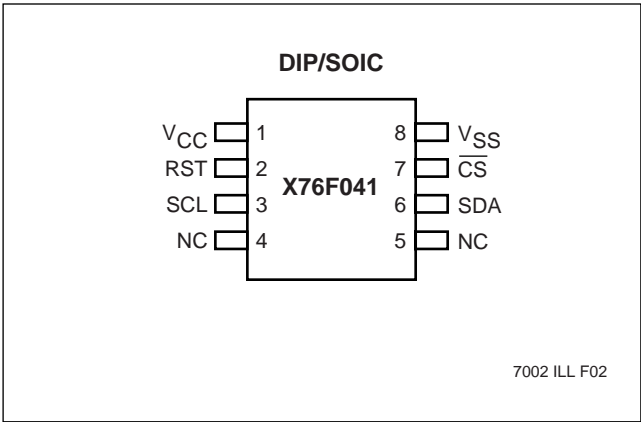 DIP/SOIC
VCC 1 8 VSS
RST 2 7 C̅S̅
X76F041
SCL 3 6 SDA
NC 4 5 NC
7002 ILL F02